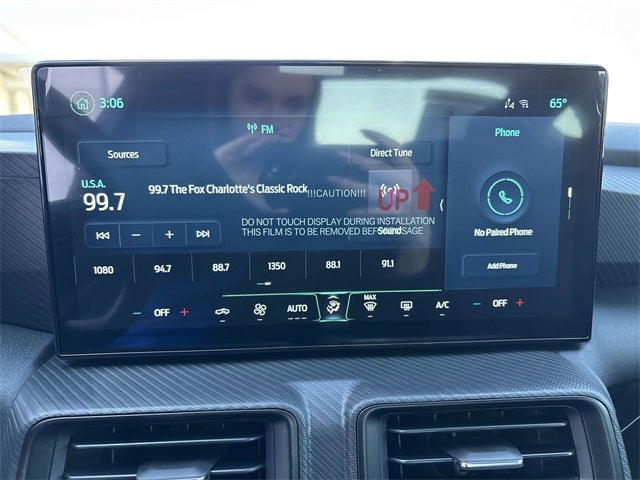 3:06
65°
FM
Phone
Sources
Direct Tune
U.S.A.
99.7
99.7 The Fox Charlotte's Classic Rock
!!!CAUTION!!!
UP
DO NOT TOUCH DISPLAY DURING INSTALLATION
THIS FILM IS TO BE REMOVED BEFORE USAGE
Sound
No Paired Phone
1080 94.7 88.7 1350 88.1 91.1
Add Phone
OFF AUTO MAX A/C OFF